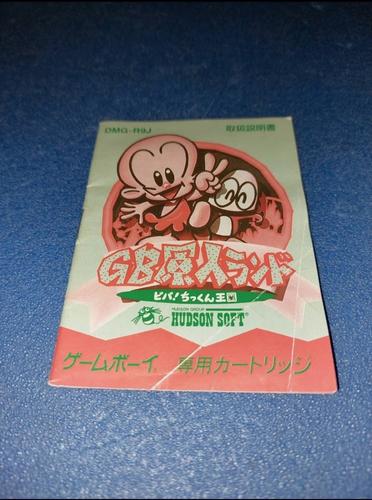 DMG-R9J 取扱説明書
GB原人ランド
ビバ!ちっくん王国
HUDSON GROUP
HUDSON SOFT®
ゲームボーイ® 専用カートリッジ